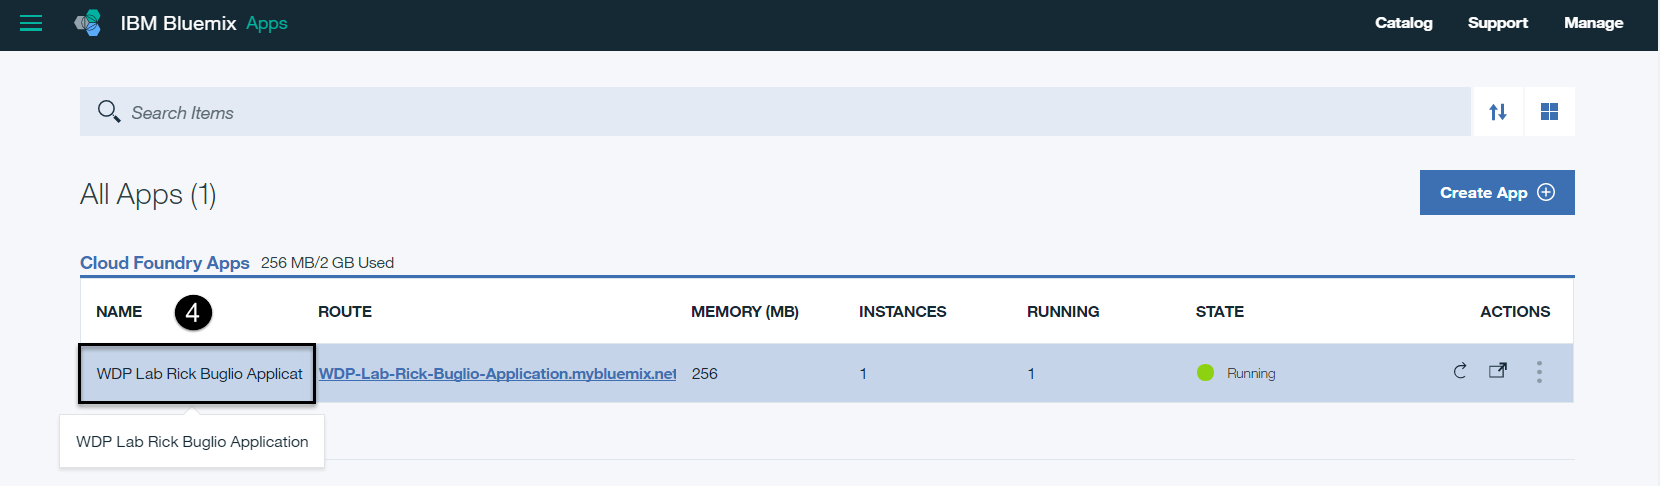 IBM Bluemix Apps Catalog Support Manage
Search Items
All Apps (1)
Create App
Cloud Foundry Apps 256 MB/2 GB Used
NAME 4 ROUTE MEMORY (MB) INSTANCES RUNNING STATE ACTIONS
WDP Lab Rick Buglio Applicat WDP-Lab-Rick-Buglio-Application.mybluemix.net 256 1 1 Running
WDP Lab Rick Buglio Application